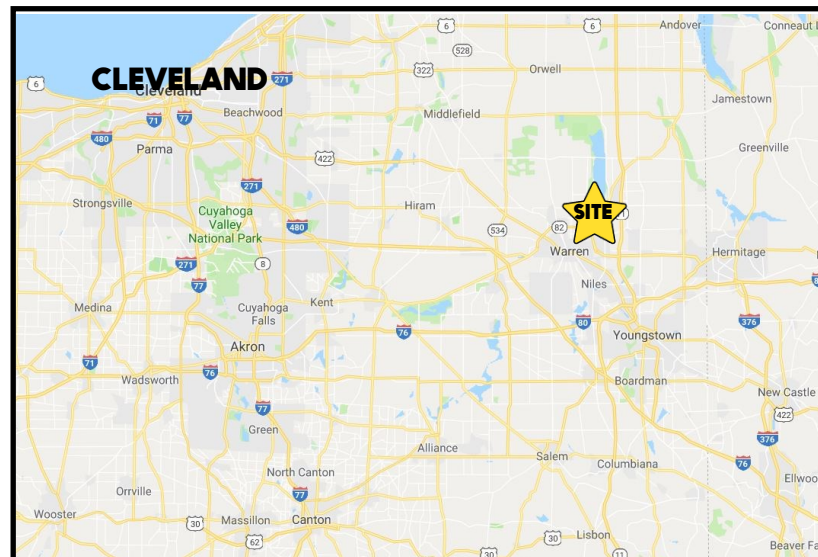 6
6
Andover
Conneaut L
528
322
Orwell
CLEVELAND
Cleveland
271
6
Beachwood
Middlefield
Jamestown
71
77
480
Parma
422
Greenville
271
Strongsville
Cuyahoga
Valley
National Park
Hiram
SITE
480
534
82
Warren
Hermitage
271
8
77
Niles
Medina
Cuyahoga
Falls
Kent
76
80
376
Akron
Youngstown
71
76
Wadsworth
Boardman
New Castle
77
422
Green
376
Alliance
Salem
Columbiana
76
North Canton
Ellwoo
Orrville
77
Wooster
30
Massillon
Canton
62
30
Lisbon
30
11
Beaver Fa